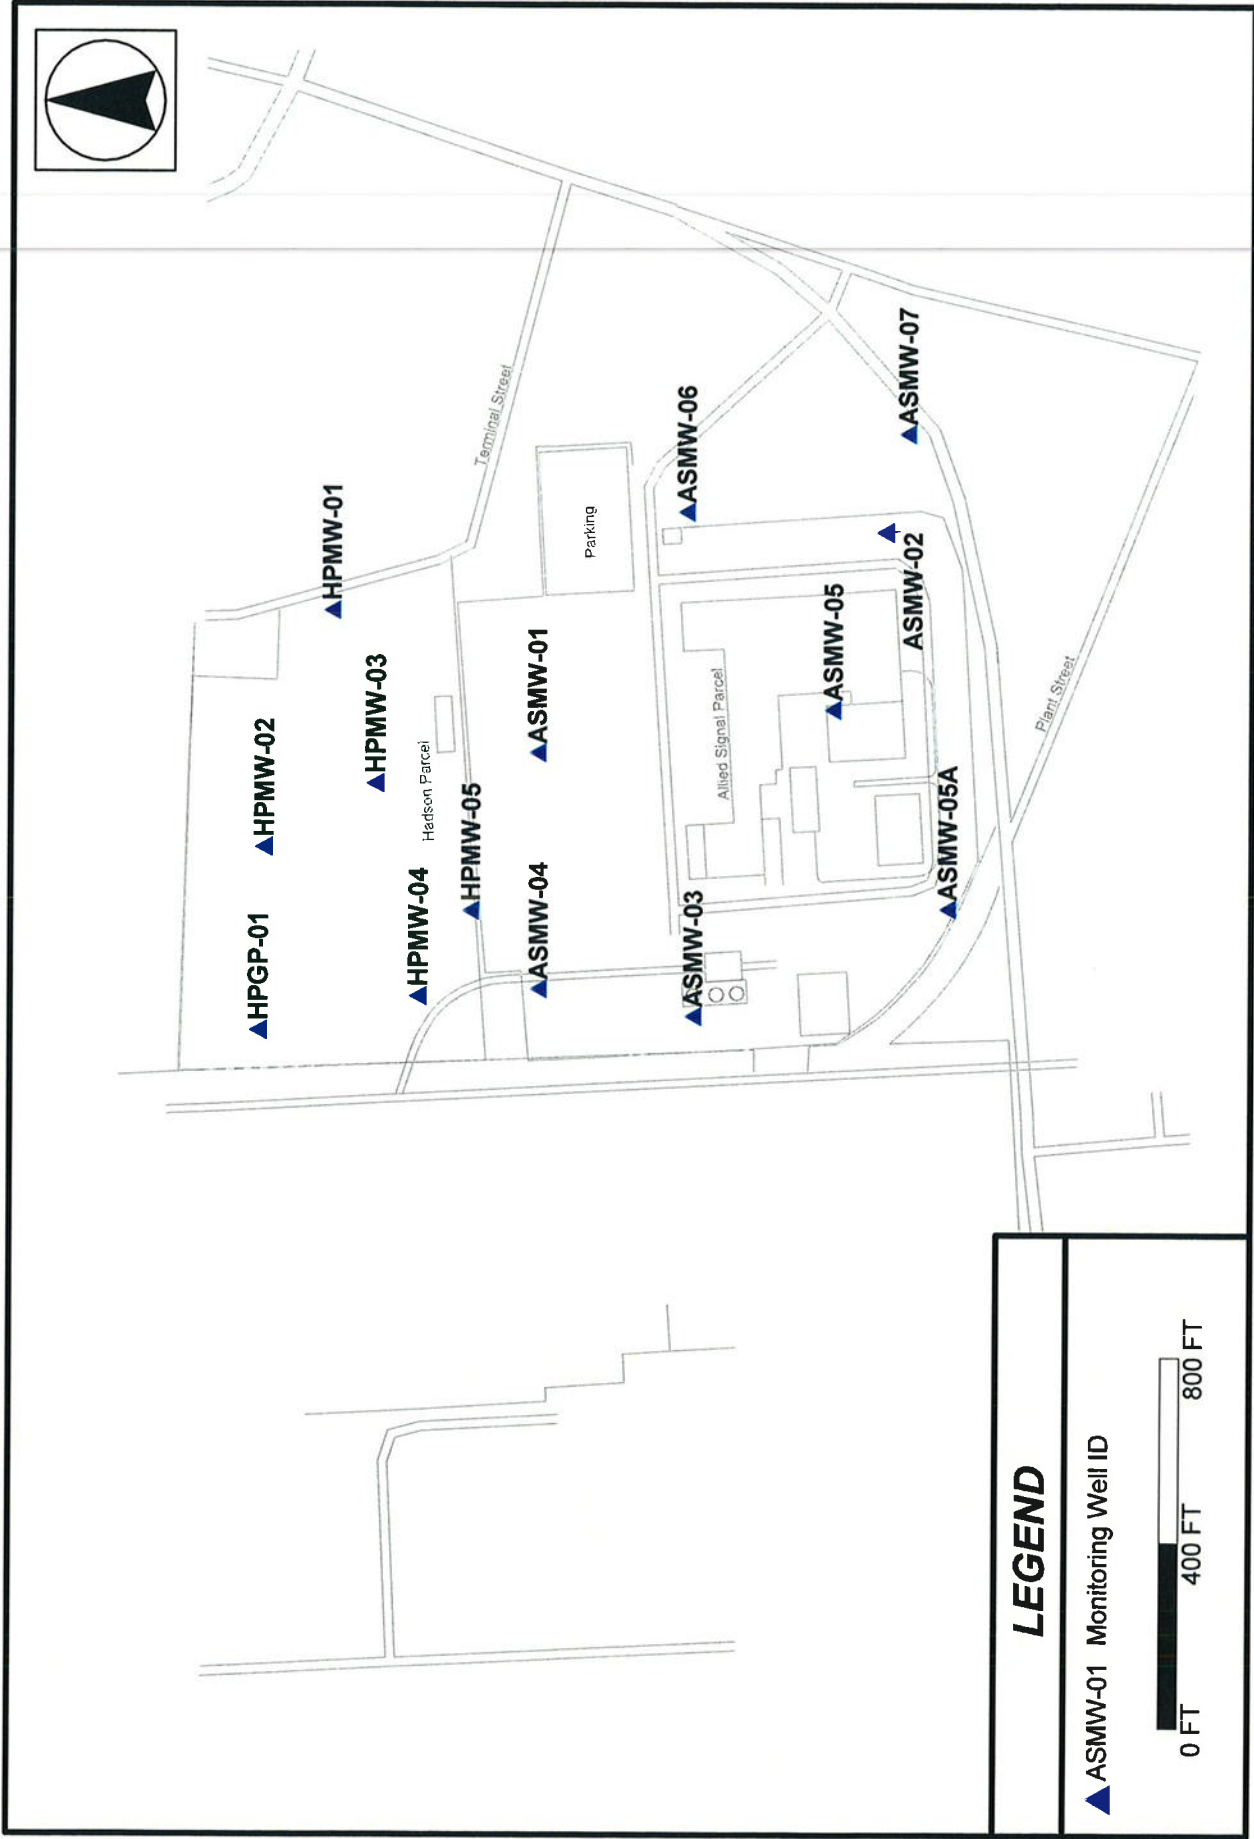 HPGP-01
HPMW-02
HPMW-01
HPMW-03
HPMW-04
Hadson Parcel
HPMW-05
Terminal Street
ASMW-04
ASMW-01
Parking
ASMW-03
Allied Signal Parcel
ASMW-06
ASMW-05
ASMW-02
ASMW-07
ASMW-05A
Plant Street
LEGEND
ASMW-01 Monitoring Well ID
0 FT 400 FT 800 FT